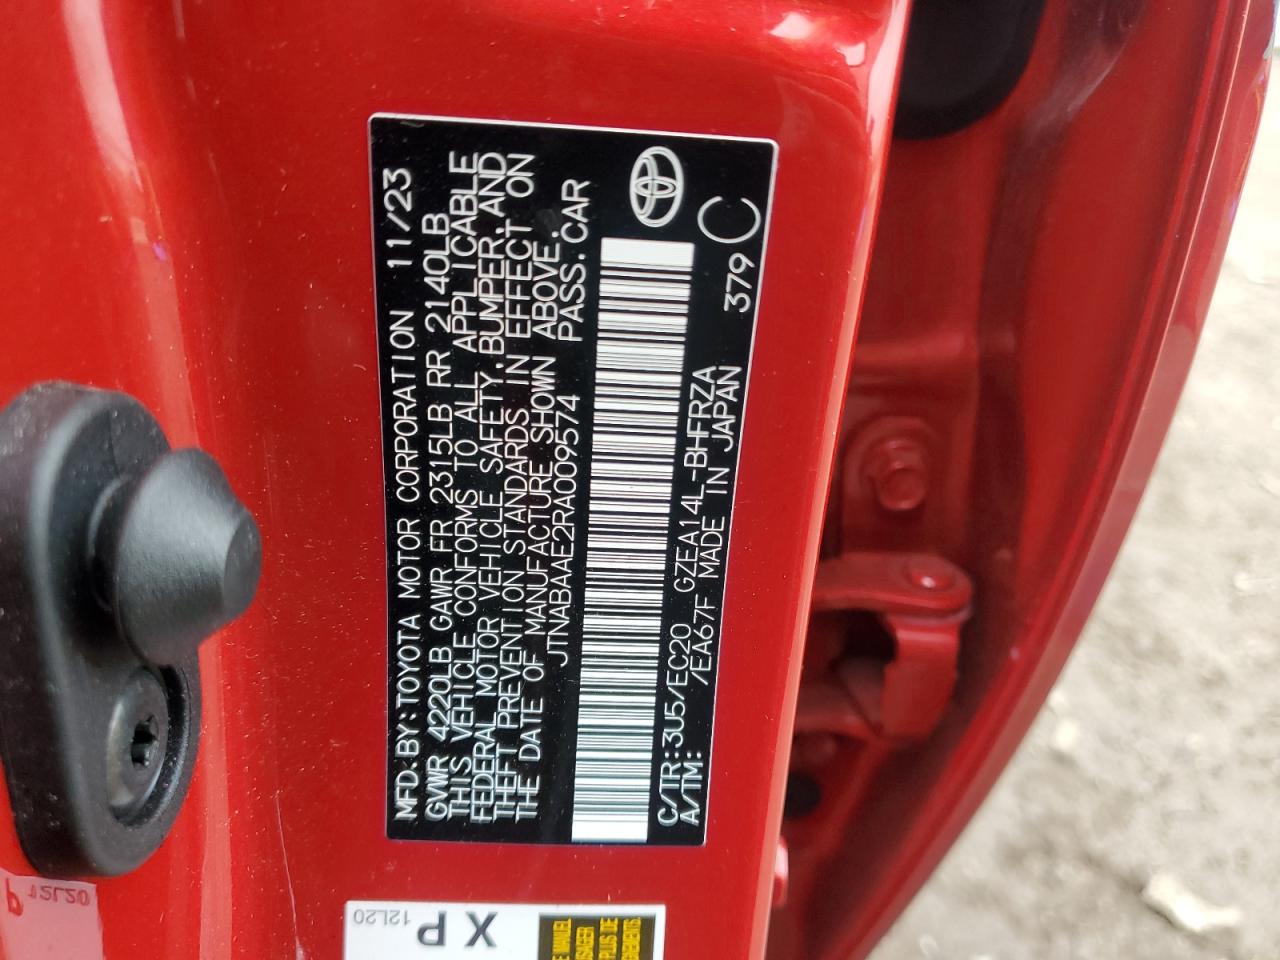 MFD.BY:TOYOTA MOTOR CORPORATION 11/23
GVWR 4220LB GAWR FR 2315LB RR 2140LB
THIS VEHICLE CONFORMS TO ALL APPLICABLE
FEDERAL MOTOR VEHICLE SAFETY, BUMPER, AND
THEFT PREVENTION STANDARDS IN EFFECT ON
THE DATE OF MANUFACTURE SHOWN ABOVE.
JTNABAAE2RA009574 PASS.CAR
C/TR:3U5/EC20 GZEA14L-BHFRZA
A/TM: /EA67F MADE IN JAPAN 379 C
X P
12L20
P 12L20